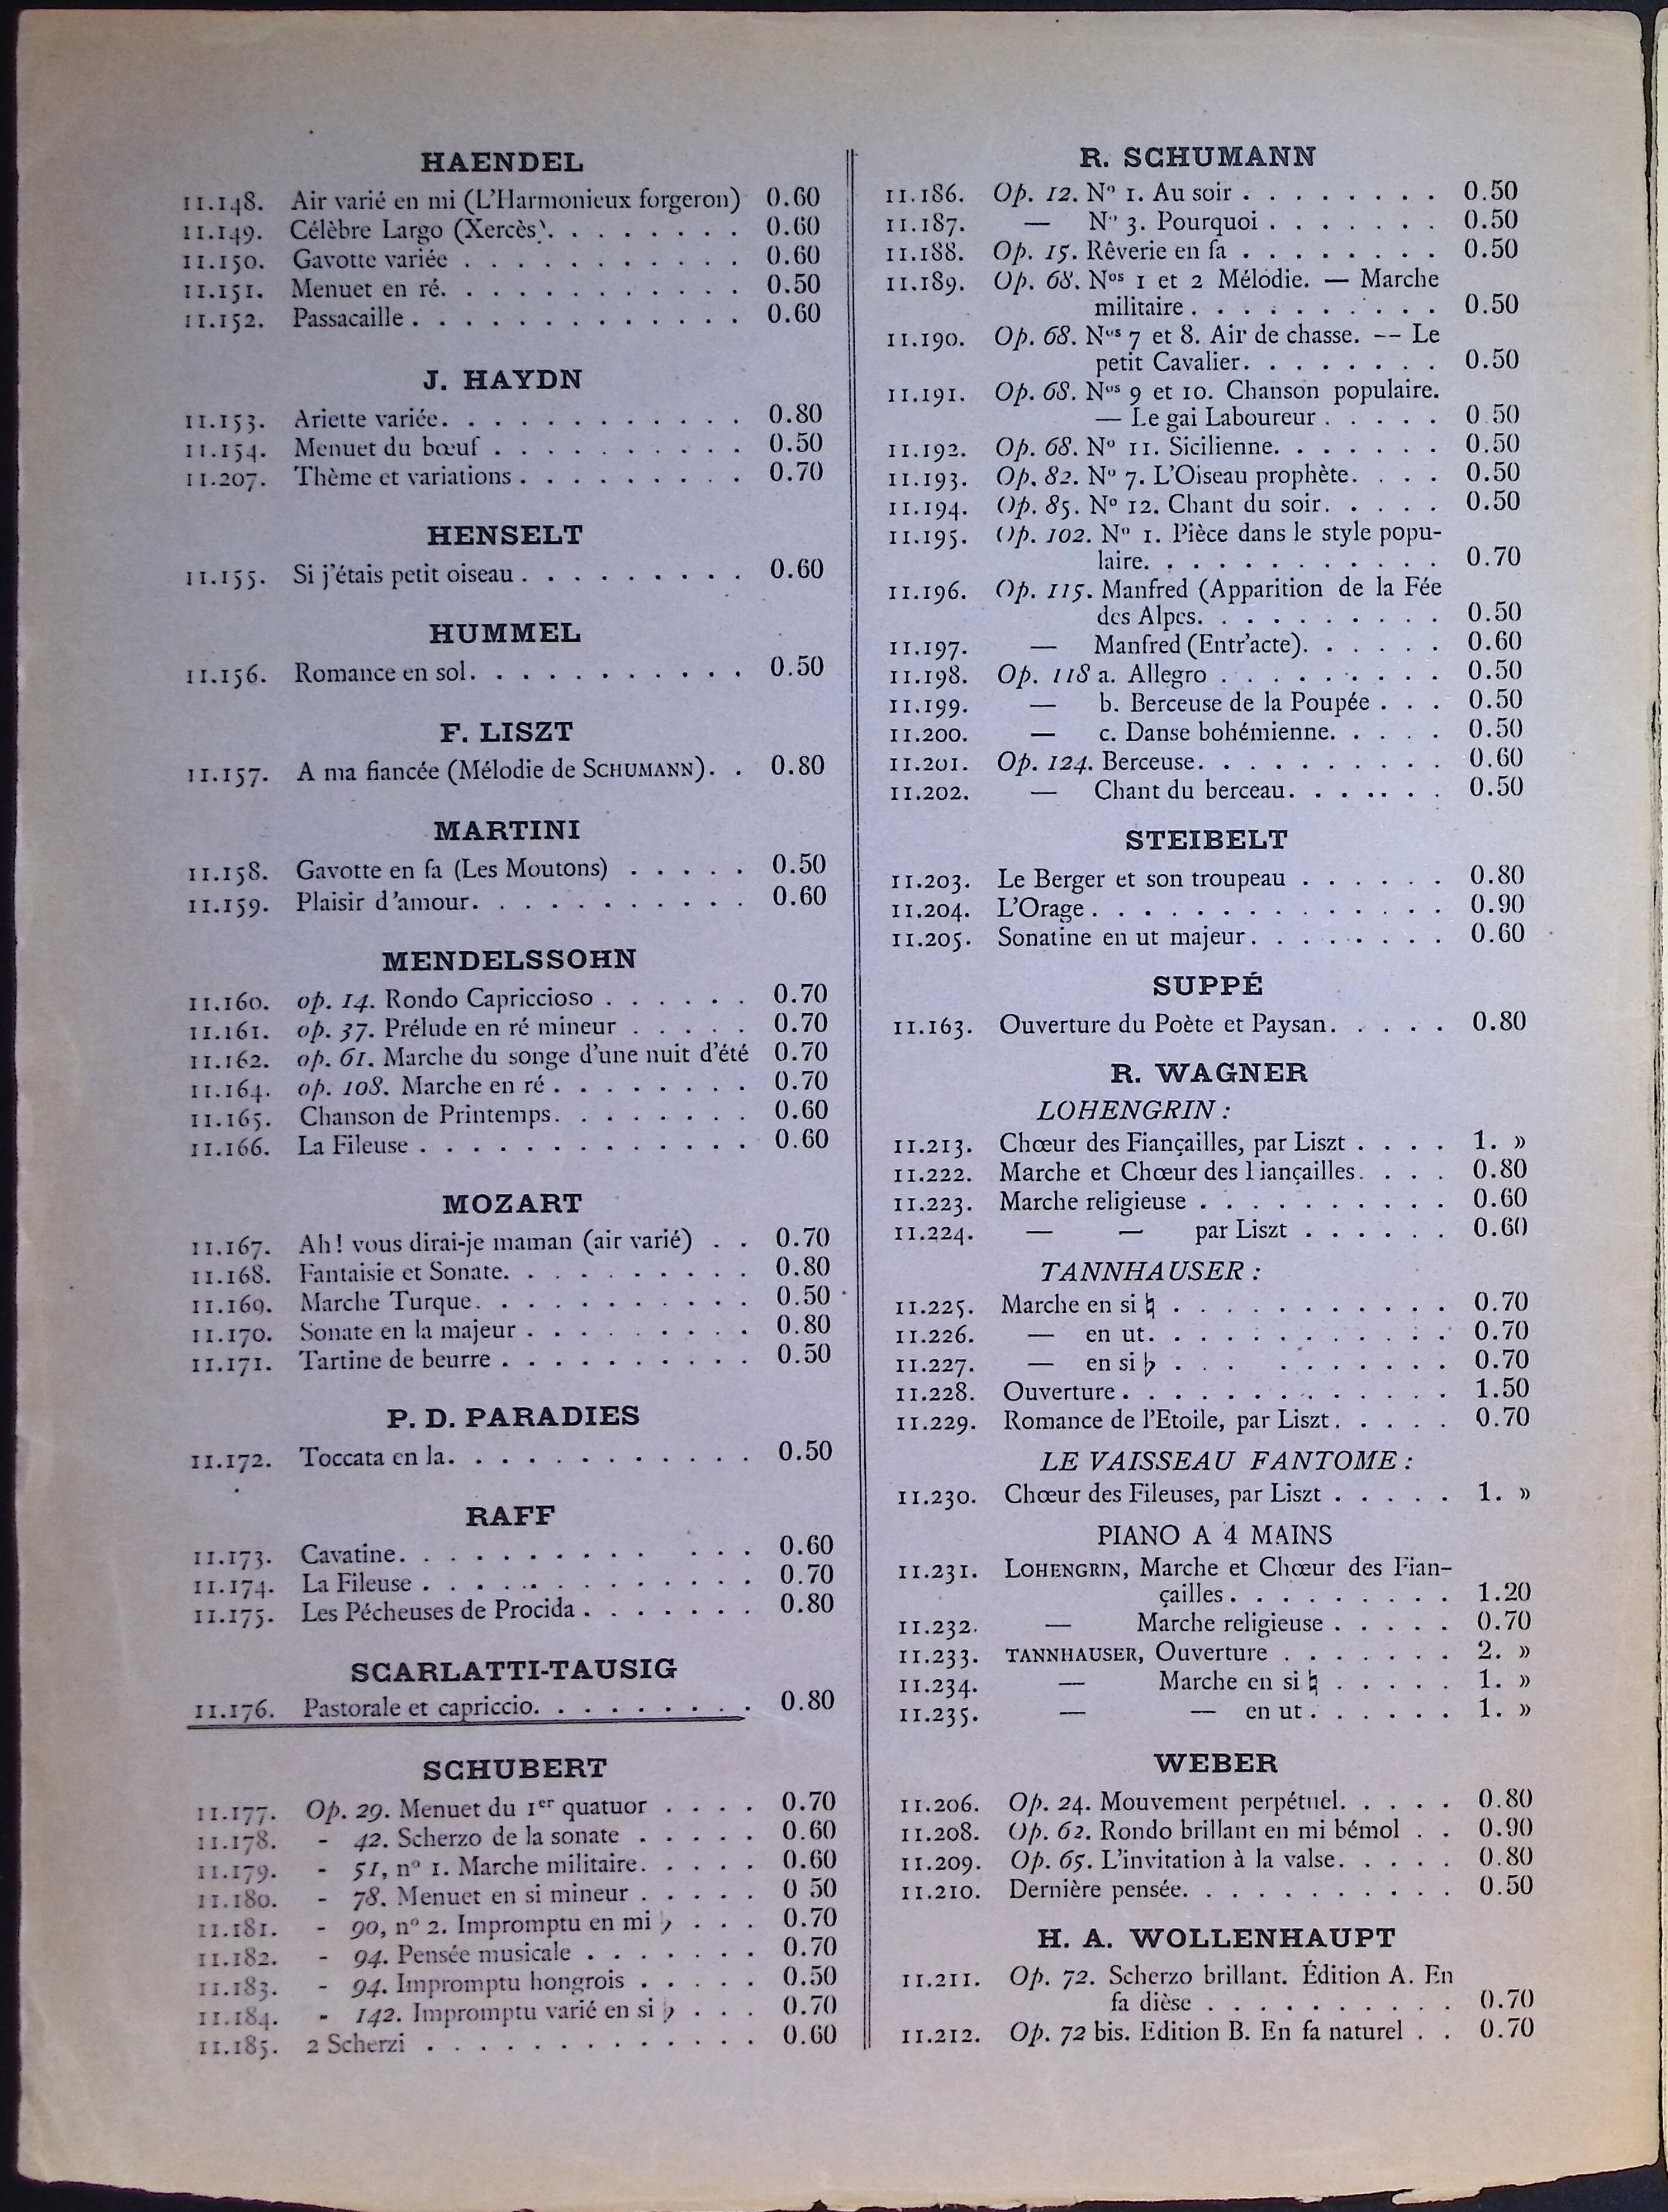 HAENDEL
11.148. Air varié en mi (L'Harmonieux forgeron) 0.60
11.149. Célèbre Largo (Xercès). . . . . . . . 0.60
11.150. Gavotte variée . . . . . . . . . . . 0.60
11.151. Menuet en ré. . . . . . . . . . . . 0.50
11.152. Passacaille . . . . . . . . . . . . . 0.60
J. HAYDN
11.153. Ariette variée. . . . . . . . . . . . 0.80
11.154. Menuet du bœuf . . . . . . . . . . 0.50
11.207. Thème et variations . . . . . . . . . 0.70
HENSELT
11.155. Si j'étais petit oiseau . . . . . . . . . 0.60
HUMMEL
11.156. Romance en sol. . . . . . . . . . . 0.50
F. LISZT
11.157. A ma fiancée (Mélodie de SCHUMANN). . 0.80
MARTINI
11.158. Gavotte en fa (Les Moutons) . . . . . 0.50
11.159. Plaisir d'amour. . . . . . . . . . . 0.60
MENDELSSOHN
11.160. op. 14. Rondo Capriccioso . . . . . . 0.70
11.161. op. 37. Prélude en ré mineur . . . . . 0.70
11.162. op. 61. Marche du songe d'une nuit d'été 0.70
11.164. op. 108. Marche en ré . . . . . . . . 0.70
11.165. Chanson de Printemps. . . . . . . . 0.60
11.166. La Fileuse . . . . . . . . . . . . . 0.60
MOZART
11.167. Ah! vous dirai-je maman (air varié) . . 0.70
11.168. Fantaisie et Sonate. . . . . . . . . . 0.80
11.169. Marche Turque. . . . . . . . . . . 0.50
11.170. Sonate en la majeur . . . . . . . . . 0.80
11.171. Tartine de beurre . . . . . . . . . . 0.50
P. D. PARADIES
11.172. Toccata en la. . . . . . . . . . . . 0.50
RAFF
11.173. Cavatine. . . . . . . . . . . . . 0.60
11.174. La Fileuse . . . . . . . . . . . . . 0.70
11.175. Les Pécheuses de Procida . . . . . . . 0.80
SCARLATTI-TAUSIG
11.176. Pastorale et capriccio. . . . . . . . . 0.80
SCHUBERT
11.177. Op. 29. Menuet du 1er quatuor . . . . 0.70
11.178. - 42. Scherzo de la sonate . . . . . 0.60
11.179. - 51, n° 1. Marche militaire. . . . . 0.60
11.180. - 78. Menuet en si mineur . . . . . 0 50
11.181. - 90, n° 2. Impromptu en mi ♭ . . . 0.70
11.182. - 94. Pensée musicale . . . . . . . 0.70
11.183. - 94. Impromptu hongrois . . . . . 0.50
11.184. - 142. Impromptu varié en si ♭ . . . 0.70
11.185. 2 Scherzi . . . . . . . . . . . . . 0.60
R. SCHUMANN
11.186. Op. 12. N° 1. Au soir . . . . . . . . 0.50
11.187. — N° 3. Pourquoi . . . . . . . 0.50
11.188. Op. 15. Rêverie en fa . . . . . . . . 0.50
11.189. Op. 68. Nos 1 et 2 Mélodie. — Marche
militaire . . . . . . . . . . 0.50
11.190. Op. 68. Nos 7 et 8. Air de chasse. — Le
petit Cavalier. . . . . . . . 0.50
11.191. Op. 68. Nos 9 et 10. Chanson populaire.
— Le gai Laboureur . . . . . 0 50
11.192. Op. 68. N° 11. Sicilienne. . . . . . . 0.50
11.193. Op. 82. N° 7. L'Oiseau prophète. . . . 0.50
11.194. Op. 85. N° 12. Chant du soir. . . . . 0.50
11.195. Op. 102. N° 1. Pièce dans le style popu-
laire. . . . . . . . . . . . 0.70
11.196. Op. 115. Manfred (Apparition de la Fée
des Alpes. . . . . . . . . . 0.50
11.197. — Manfred (Entr'acte). . . . . . 0.60
11.198. Op. 118 a. Allegro . . . . . . . . . 0.50
11.199. — b. Berceuse de la Poupée . . . 0.50
11.200. — c. Danse bohémienne. . . . . 0.50
11.201. Op. 124. Berceuse. . . . . . . . . . 0.60
11.202. — Chant du berceau. . . . . . . 0.50
STEIBELT
11.203. Le Berger et son troupeau . . . . . . 0.80
11.204. L'Orage . . . . . . . . . . . . . . 0.90
11.205. Sonatine en ut majeur. . . . . . . . 0.60
SUPPÉ
11.163. Ouverture du Poète et Paysan. . . . . 0.80
R. WAGNER
LOHENGRIN :
11.213. Chœur des Fiançailles, par Liszt . . . . 1. »
11.222. Marche et Chœur des Fiançailles. . . . 0.80
11.223. Marche religieuse . . . . . . . . . . 0.60
11.224. — — par Liszt . . . . . . 0.60
TANNHAUSER :
11.225. Marche en si ♮ . . . . . . . . . . . 0.70
11.226. — en ut. . . . . . . . . . . . 0.70
11.227. — en si ♭ . . . . . . . . . . . 0.70
11.228. Ouverture . . . . . . . . . . . . . 1.50
11.229. Romance de l'Etoile, par Liszt. . . . . 0.70
LE VAISSEAU FANTOME :
11.230. Chœur des Fileuses, par Liszt . . . . . 1. »
PIANO A 4 MAINS
11.231. LOHENGRIN, Marche et Chœur des Fian-
çailles . . . . . . . . . 1.20
11.232. — Marche religieuse . . . . . 0.70
11.233. TANNHAUSER, Ouverture . . . . . . . 2. »
11.234. — Marche en si ♮ . . . . . 1. »
11.235. — — en ut . . . . . . 1. »
WEBER
11.206. Op. 24. Mouvement perpétuel. . . . . 0.80
11.208. Op. 62. Rondo brillant en mi bémol . . 0.90
11.209. Op. 65. L'invitation à la valse. . . . . 0.80
11.210. Dernière pensée. . . . . . . . . . . 0.50
H. A. WOLLENHAUPT
11.211. Op. 72. Scherzo brillant. Édition A. En
fa dièse . . . . . . . . . . 0.70
11.212. Op. 72 bis. Edition B. En fa naturel . . 0.70